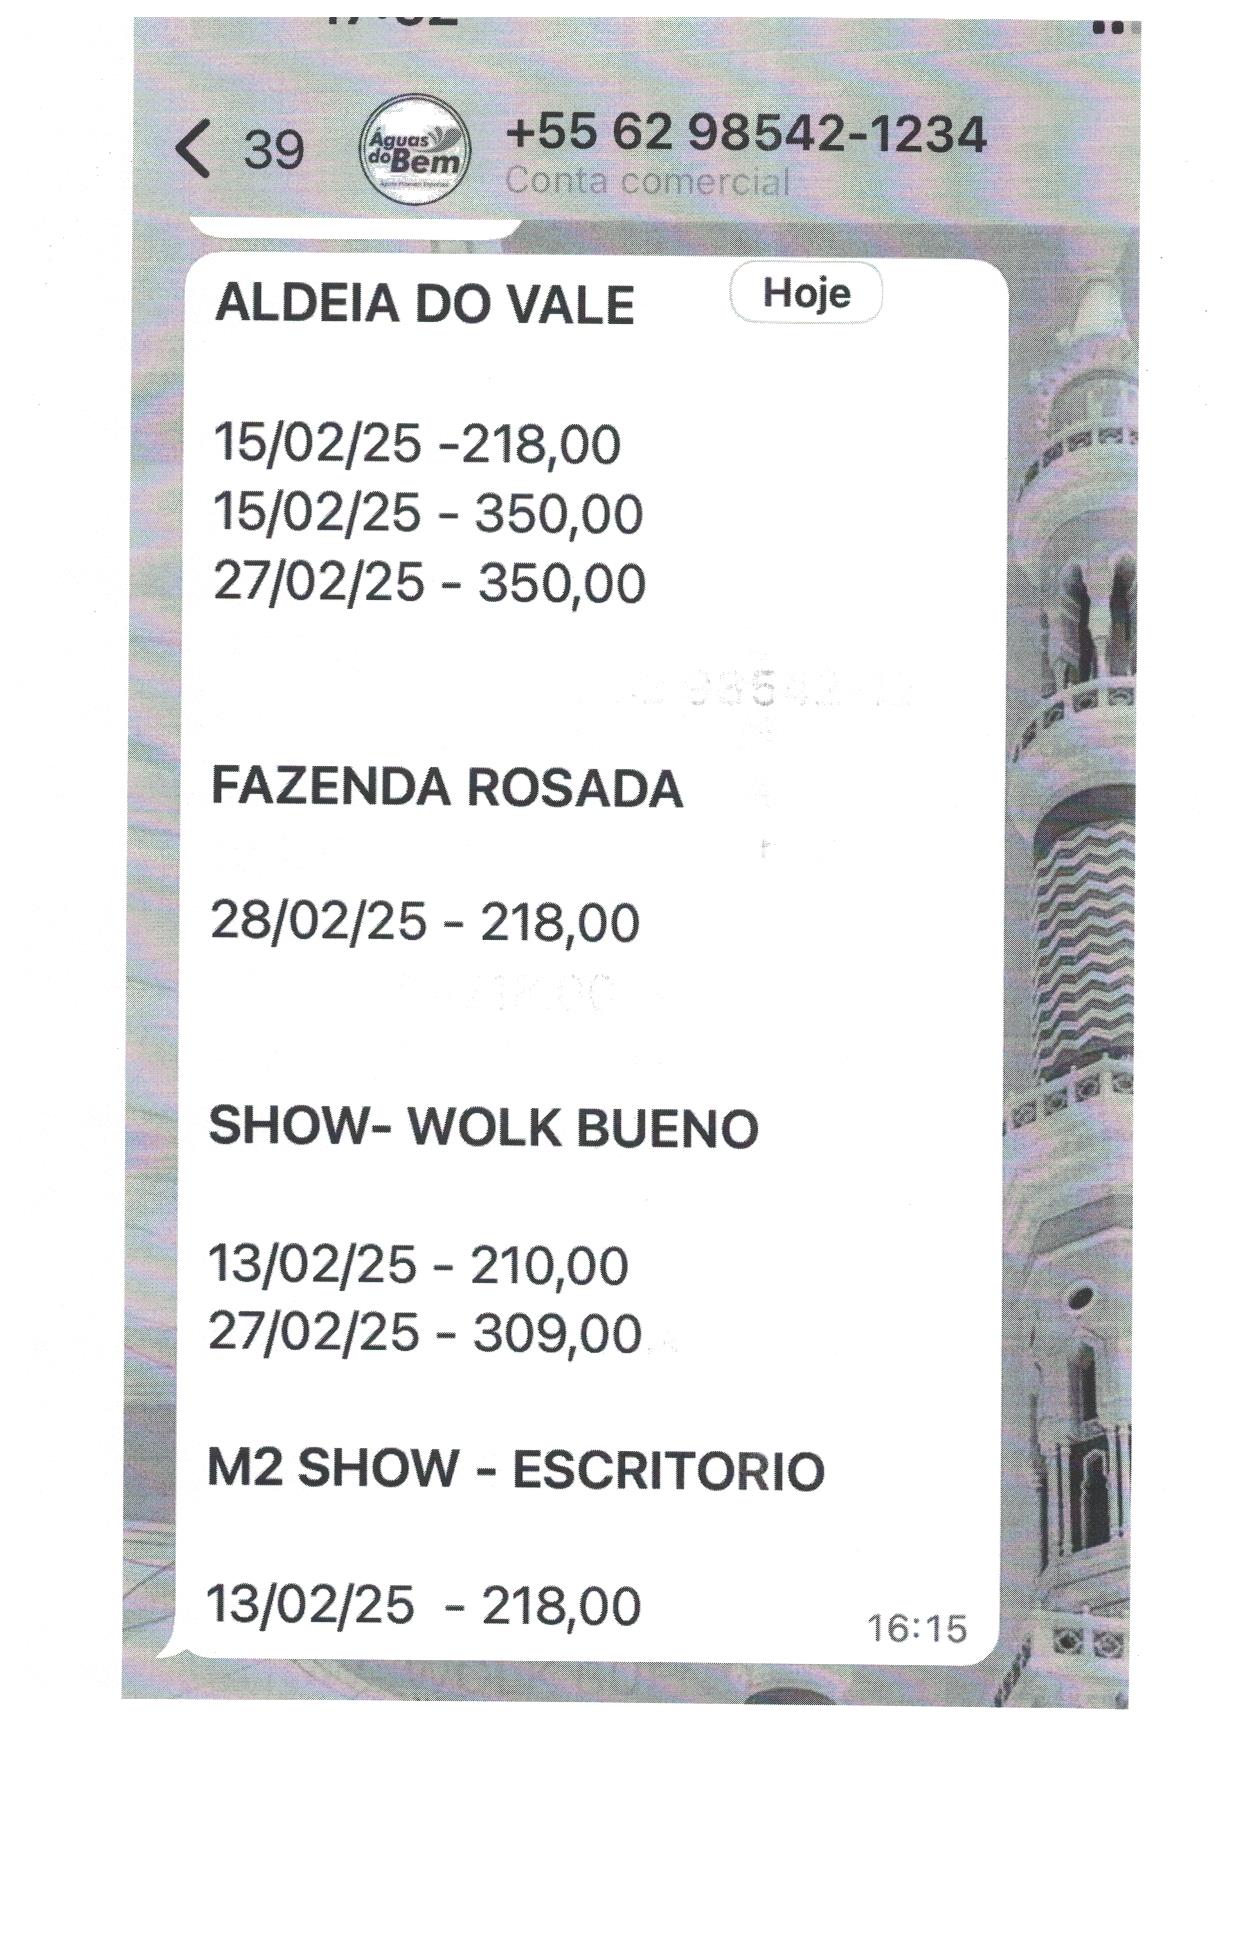 39
Águas
do Bem
+55 62 98542-1234
Conta comercial
ALDEIA DO VALE
Hoje
15/02/25 -218,00
15/02/25 - 350,00
27/02/25 - 350,00
FAZENDA ROSADA
28/02/25 - 218,00
SHOW- WOLK BUENO
13/02/25 - 210,00
27/02/25 - 309,00
M2 SHOW - ESCRITORIO
13/02/25  - 218,00
16:15